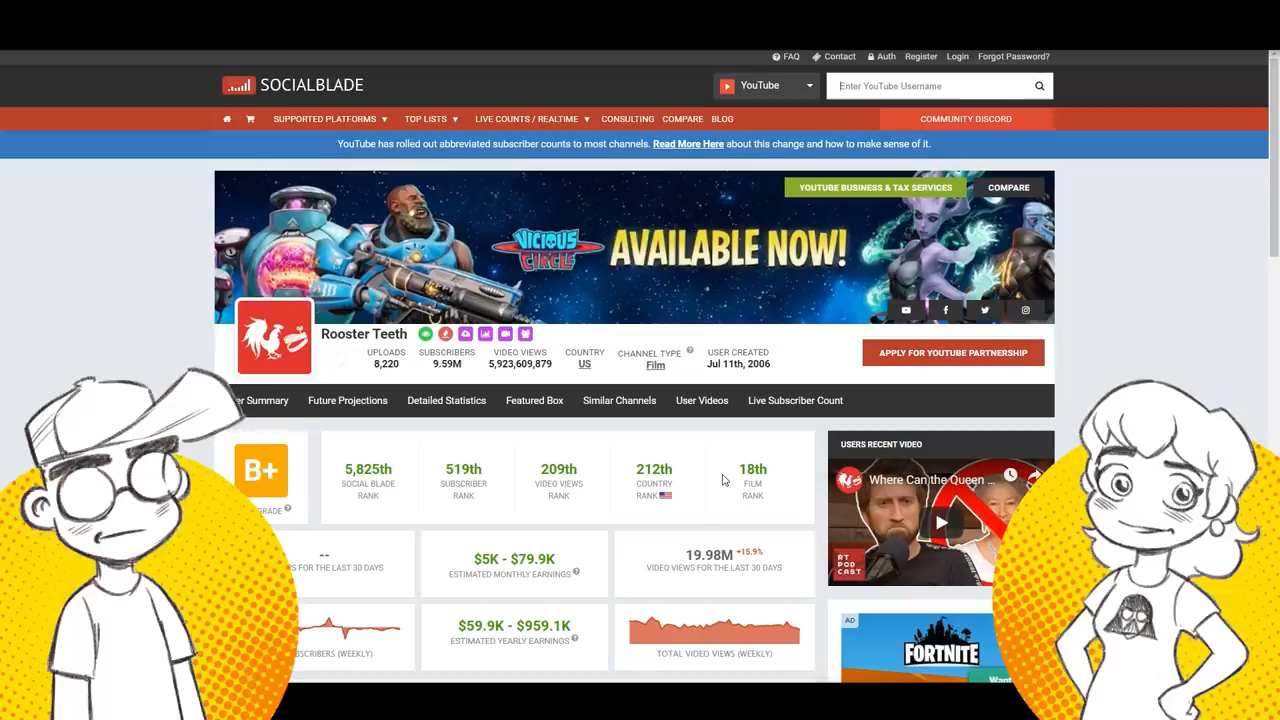 FAQ Contact Auth Register Login Forgot Password?
SOCIALBLADE
YouTube
Enter YouTube Username
SUPPORTED PLATFORMS TOP LISTS LIVE COUNTS / REALTIME CONSULTING COMPARE BLOG COMMUNITY DISCORD
YouTube has rolled out abbreviated subscriber counts to most channels. Read More Here about this change and how to make sense of it.
YOUTUBE BUSINESS & TAX SERVICES COMPARE
VICIOUS CIRCLE AVAILABLE NOW!
Rooster Teeth
UPLOADS SUBSCRIBERS VIDEO VIEWS COUNTRY CHANNEL TYPE USER CREATED
8,220 9.59M 5,923,609,879 US Film Jul 11th, 2006
APPLY FOR YOUTUBE PARTNERSHIP
er Summary Future Projections Detailed Statistics Featured Box Similar Channels User Videos Live Subscriber Count
B+
GRADE
5,825th 519th 209th 212th 18th
SOCIAL BLADE SUBSCRIBER VIDEO VIEWS COUNTRY FILM
RANK RANK RANK RANK RANK
USERS RECENT VIDEO
Where Can the Queen ...
RT
POD
CAST
--
S FOR THE LAST 30 DAYS
$5K - $79.9K
ESTIMATED MONTHLY EARNINGS
19.98M 15.9%
VIDEO VIEWS FOR THE LAST 30 DAYS
$59.9K - $959.1K
ESTIMATED YEARLY EARNINGS
SCRIBERS (WEEKLY)
TOTAL VIDEO VIEWS (WEEKLY)
AD
FORTNITE
Want